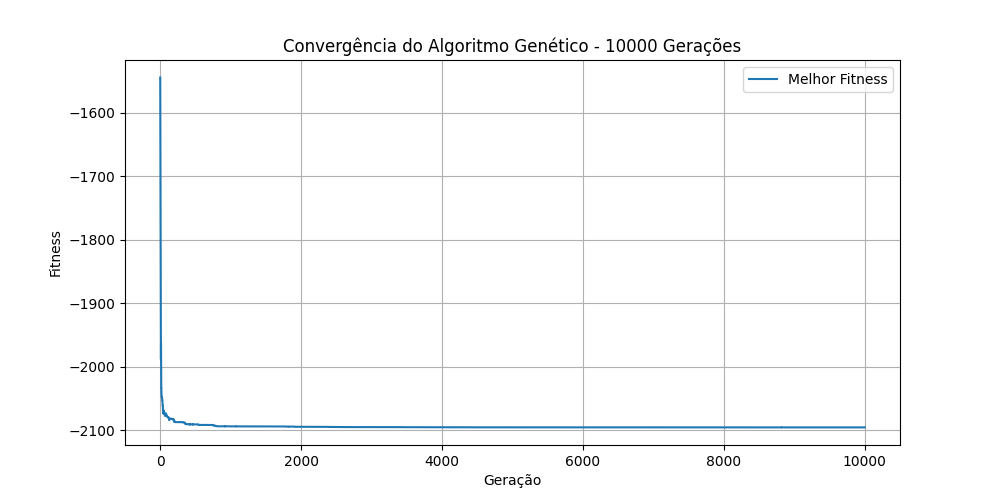 Convergência do Algoritmo Genético - 10000 Gerações
Melhor Fitness
Fitness
−1600
−1700
−1800
−1900
−2000
−2100
0 2000 4000 6000 8000 10000
Geração